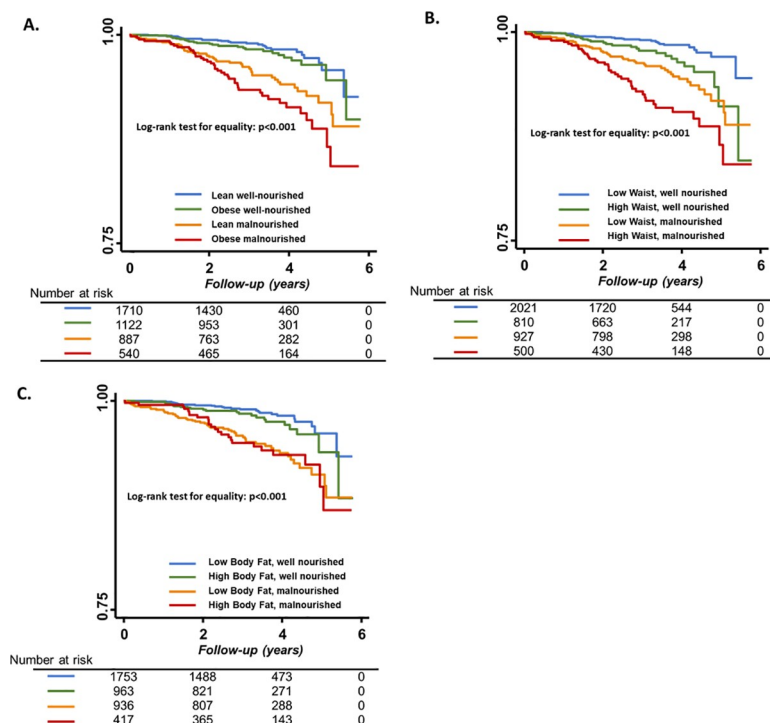 A.
1.00
0.75
Log-rank test for equality: p<0.001
Lean well-nourished
Obese well-nourished
Lean malnourished
Obese malnourished
0 2 4 6
Follow-up (years)
Number at risk
1710 1430 460 0
1122 953 301 0
887 763 282 0
540 465 164 0
B.
1.00
0.75
Log-rank test for equality: p<0.001
Low Waist, well nourished
High Waist, well nourished
Low Waist, malnourished
High Waist, malnourished
0 2 4 6
Follow-up (years)
Number at risk
2021 1720 544 0
810 663 217 0
927 798 298 0
500 430 148 0
C.
1.00
0.75
Log-rank test for equality: p<0.001
Low Body Fat, well nourished
High Body Fat, well nourished
Low Body Fat, malnourished
High Body Fat, malnourished
0 2 4 6
Follow-up (years)
Number at risk
1753 1488 473 0
963 821 271 0
936 807 288 0
417 365 143 0